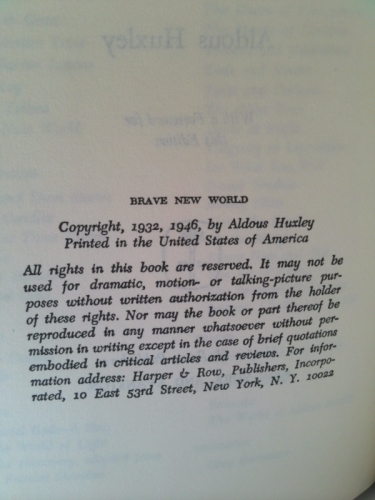 BRAVE NEW WORLD
Copyright, 1932, 1946, by Aldous Huxley
Printed in the United States of America
All rights in this book are reserved. It may not be
used for dramatic, motion- or talking-picture pur-
poses without written authorization from the holder
of these rights. Nor may the book or part thereof be
reproduced in any manner whatsoever without per-
mission in writing except in the case of brief quotations
embodied in critical articles and reviews. For infor-
mation address: Harper & Row, Publishers, Incorpo-
rated, 10 East 53rd Street, New York, N. Y. 10022